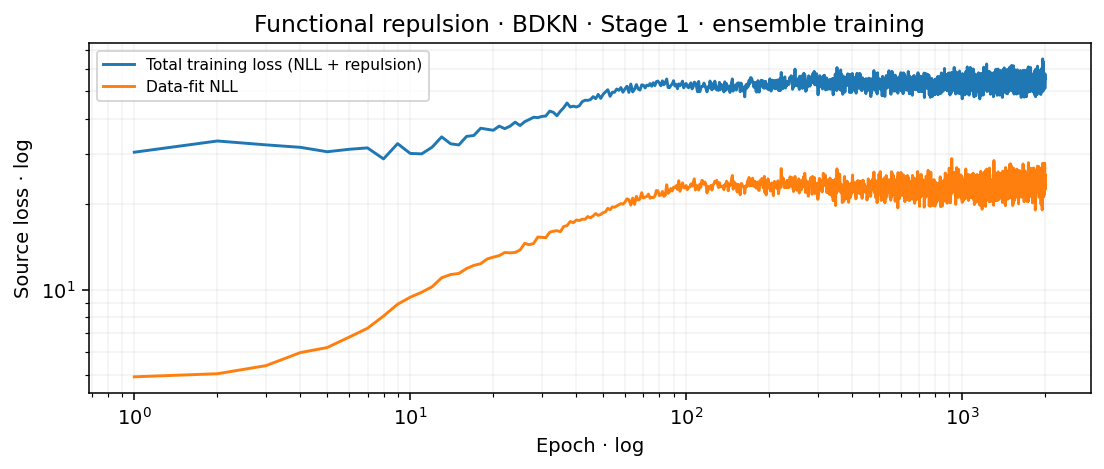 Functional repulsion · BDKN · Stage 1 · ensemble training
Total training loss (NLL + repulsion)
Data-fit NLL
Source loss · log
10¹
10⁰
10¹
10²
10³
Epoch · log